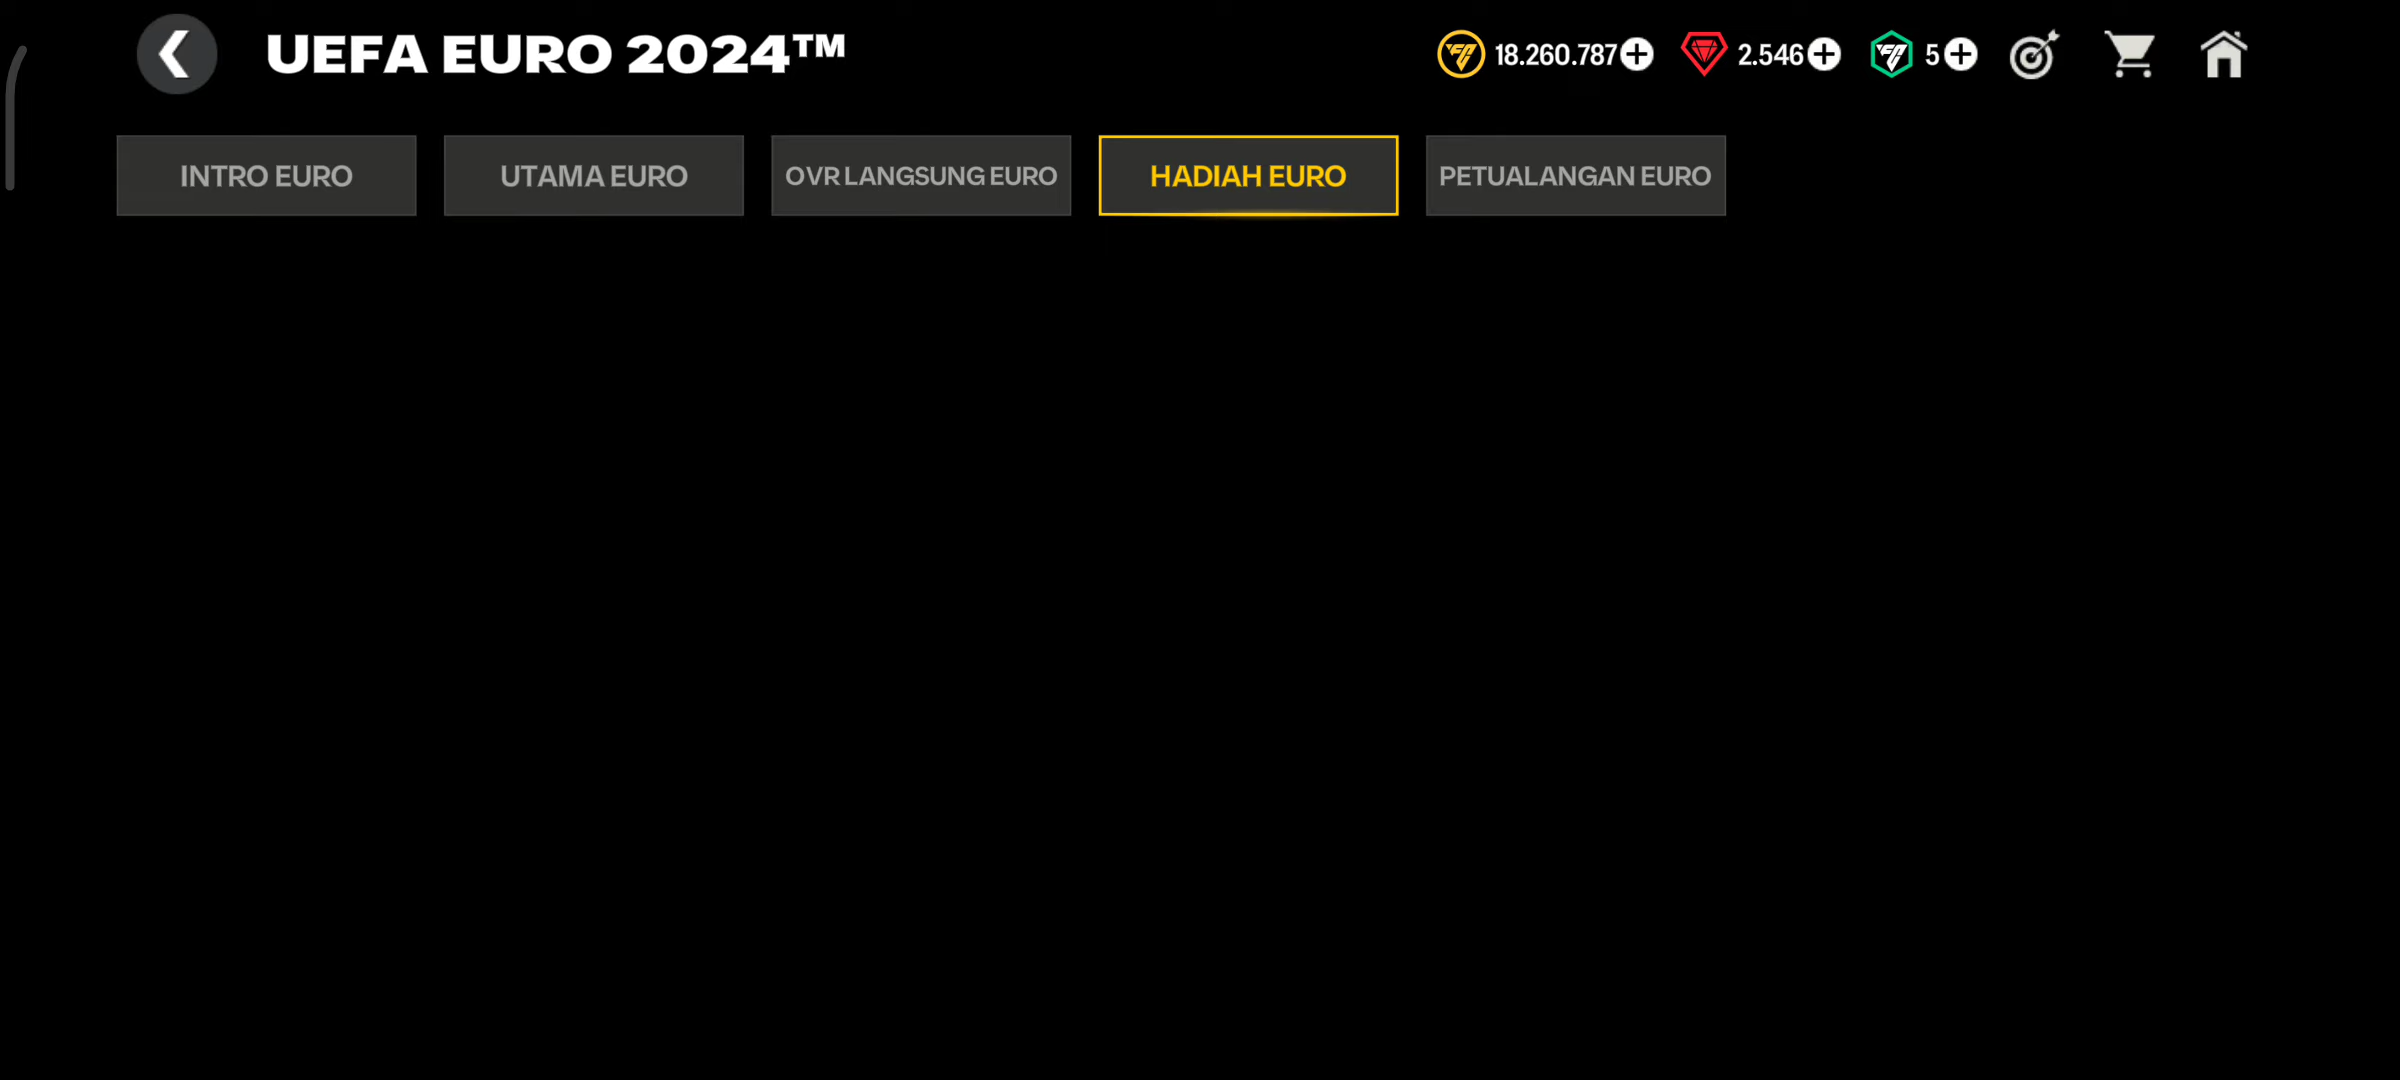 UEFA EURO 2024™
18.260.787
2.546
5
INTRO EURO
UTAMA EURO
OVR LANGSUNG EURO
HADIAH EURO
PETUALANGAN EURO